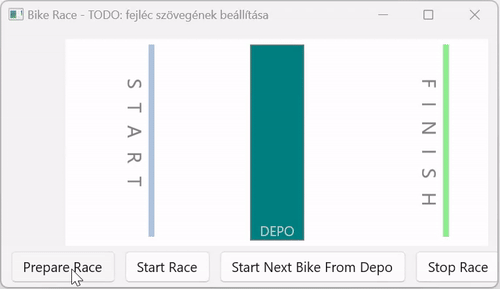 Bike Race - TODO: fejléc szövegének beállítása
START
FINISH
DEPO
Prepare Race
Start Race
Start Next Bike From Depo
Stop Race